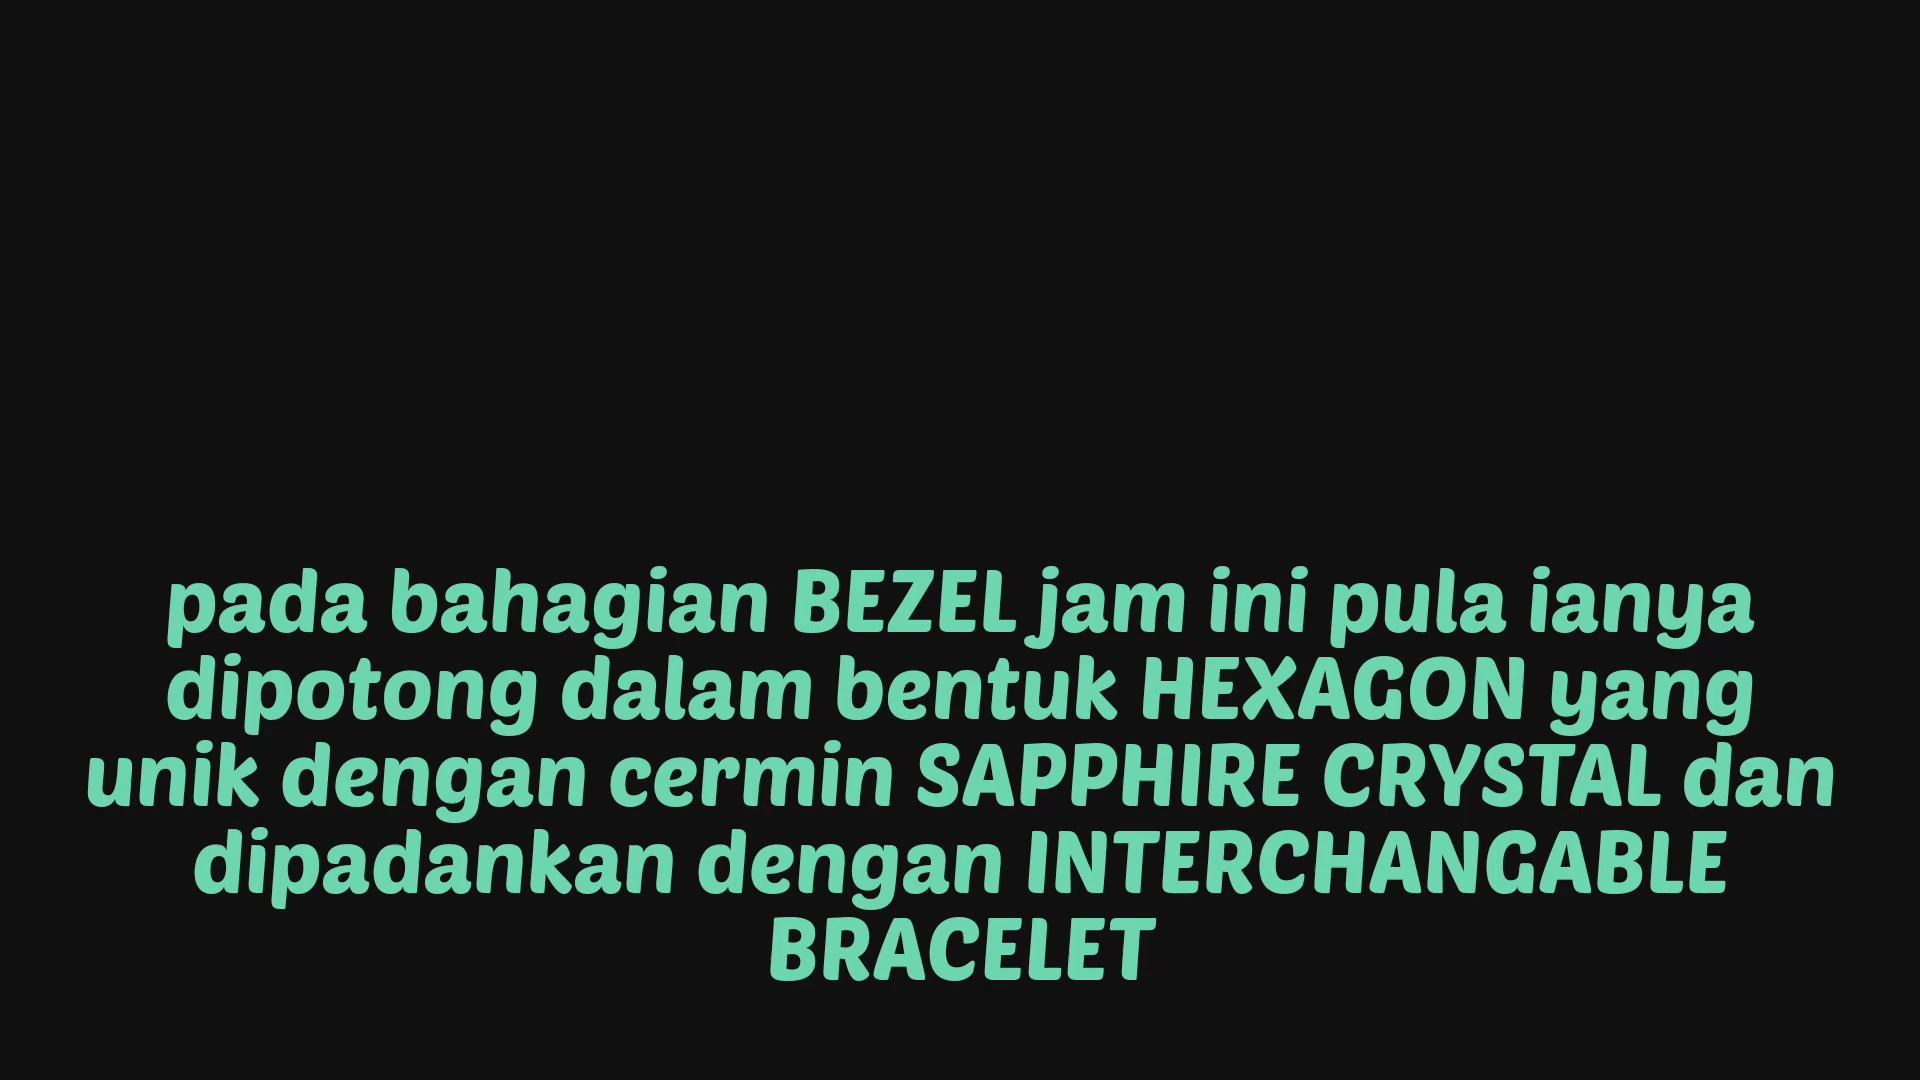 pada bahagian BEZEL jam ini pula ianya
dipotong dalam bentuk HEXAGON yang
unik dengan cermin SAPPHIRE CRYSTAL dan
dipadankan dengan INTERCHANGABLE
BRACELET